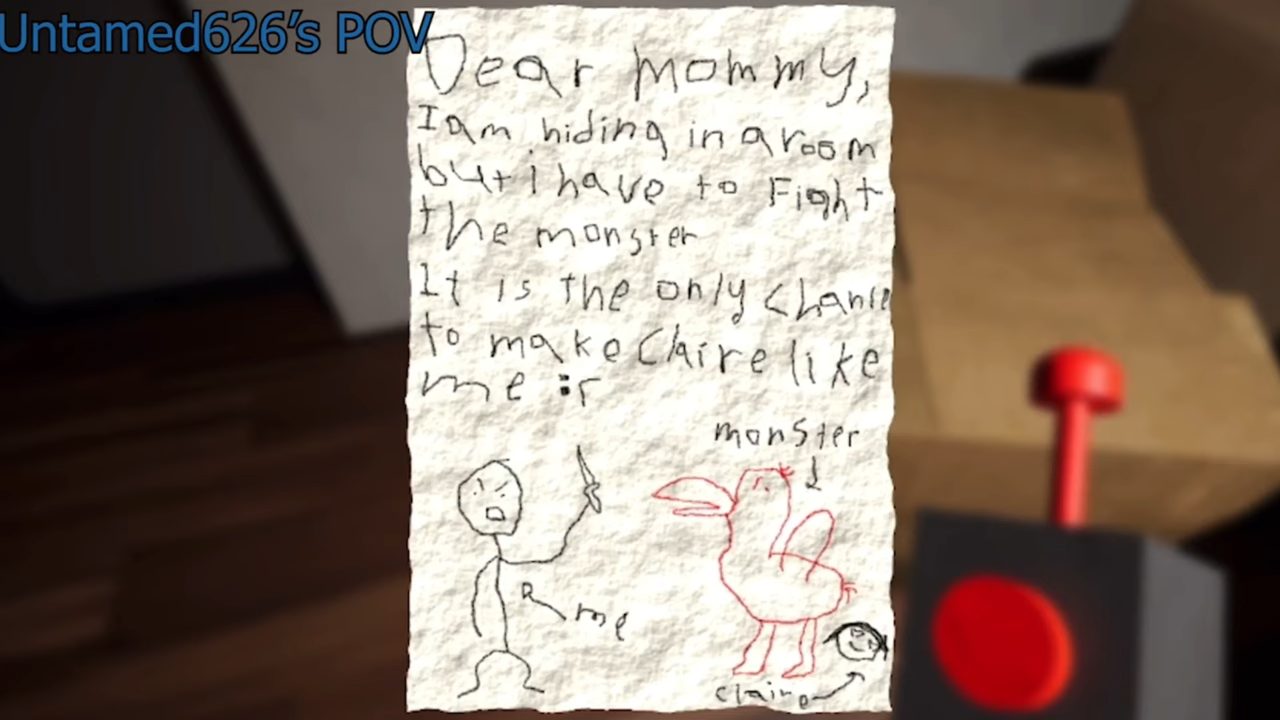 Untamed626's POV
Dear mommy,
I am hiding in a room
but i have to Fight
the monster
It is the only chance
to make Claire like
me :r
monster
me
claire